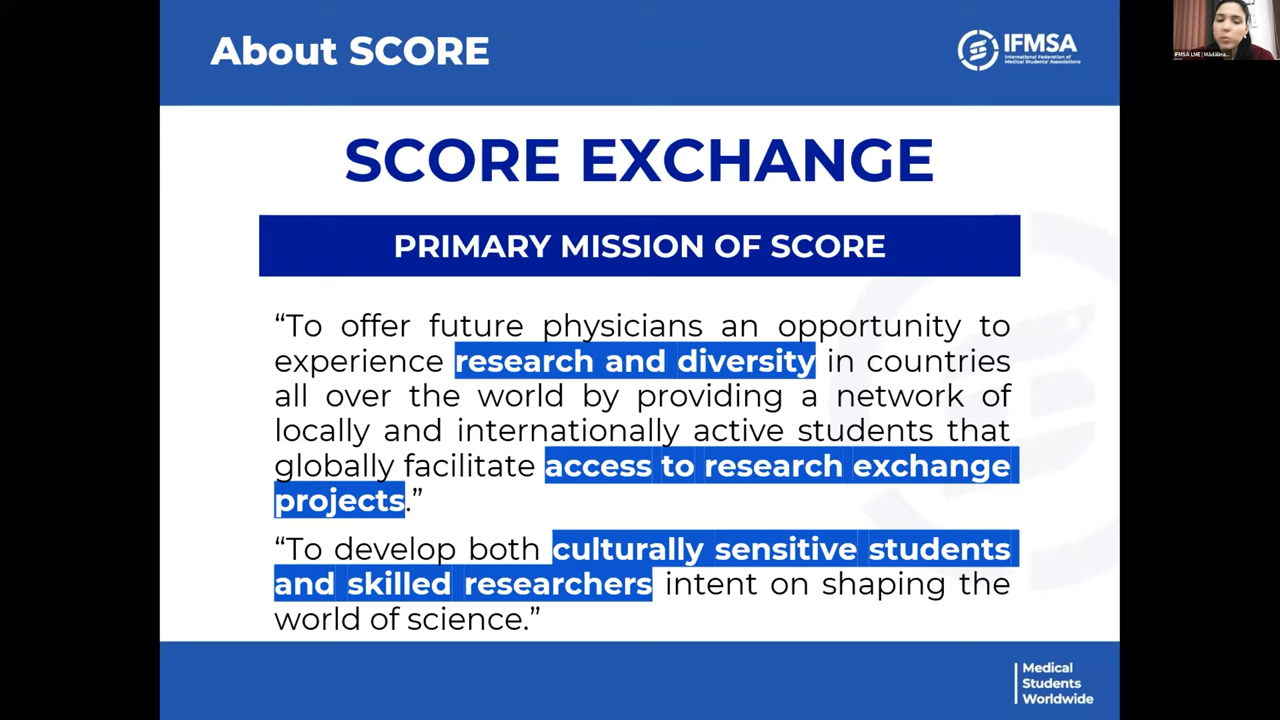 About SCORE
IFMSA
International Federation of
Medical Students' Associations
IFMSA LME | Mădălina...
SCORE EXCHANGE
PRIMARY MISSION OF SCORE
“To offer future physicians an opportunity to
experience research and diversity in countries
all over the world by providing a network of
locally and internationally active students that
globally facilitate access to research exchange
projects.”
“To develop both culturally sensitive students
and skilled researchers intent on shaping the
world of science.”
Medical
Students
Worldwide